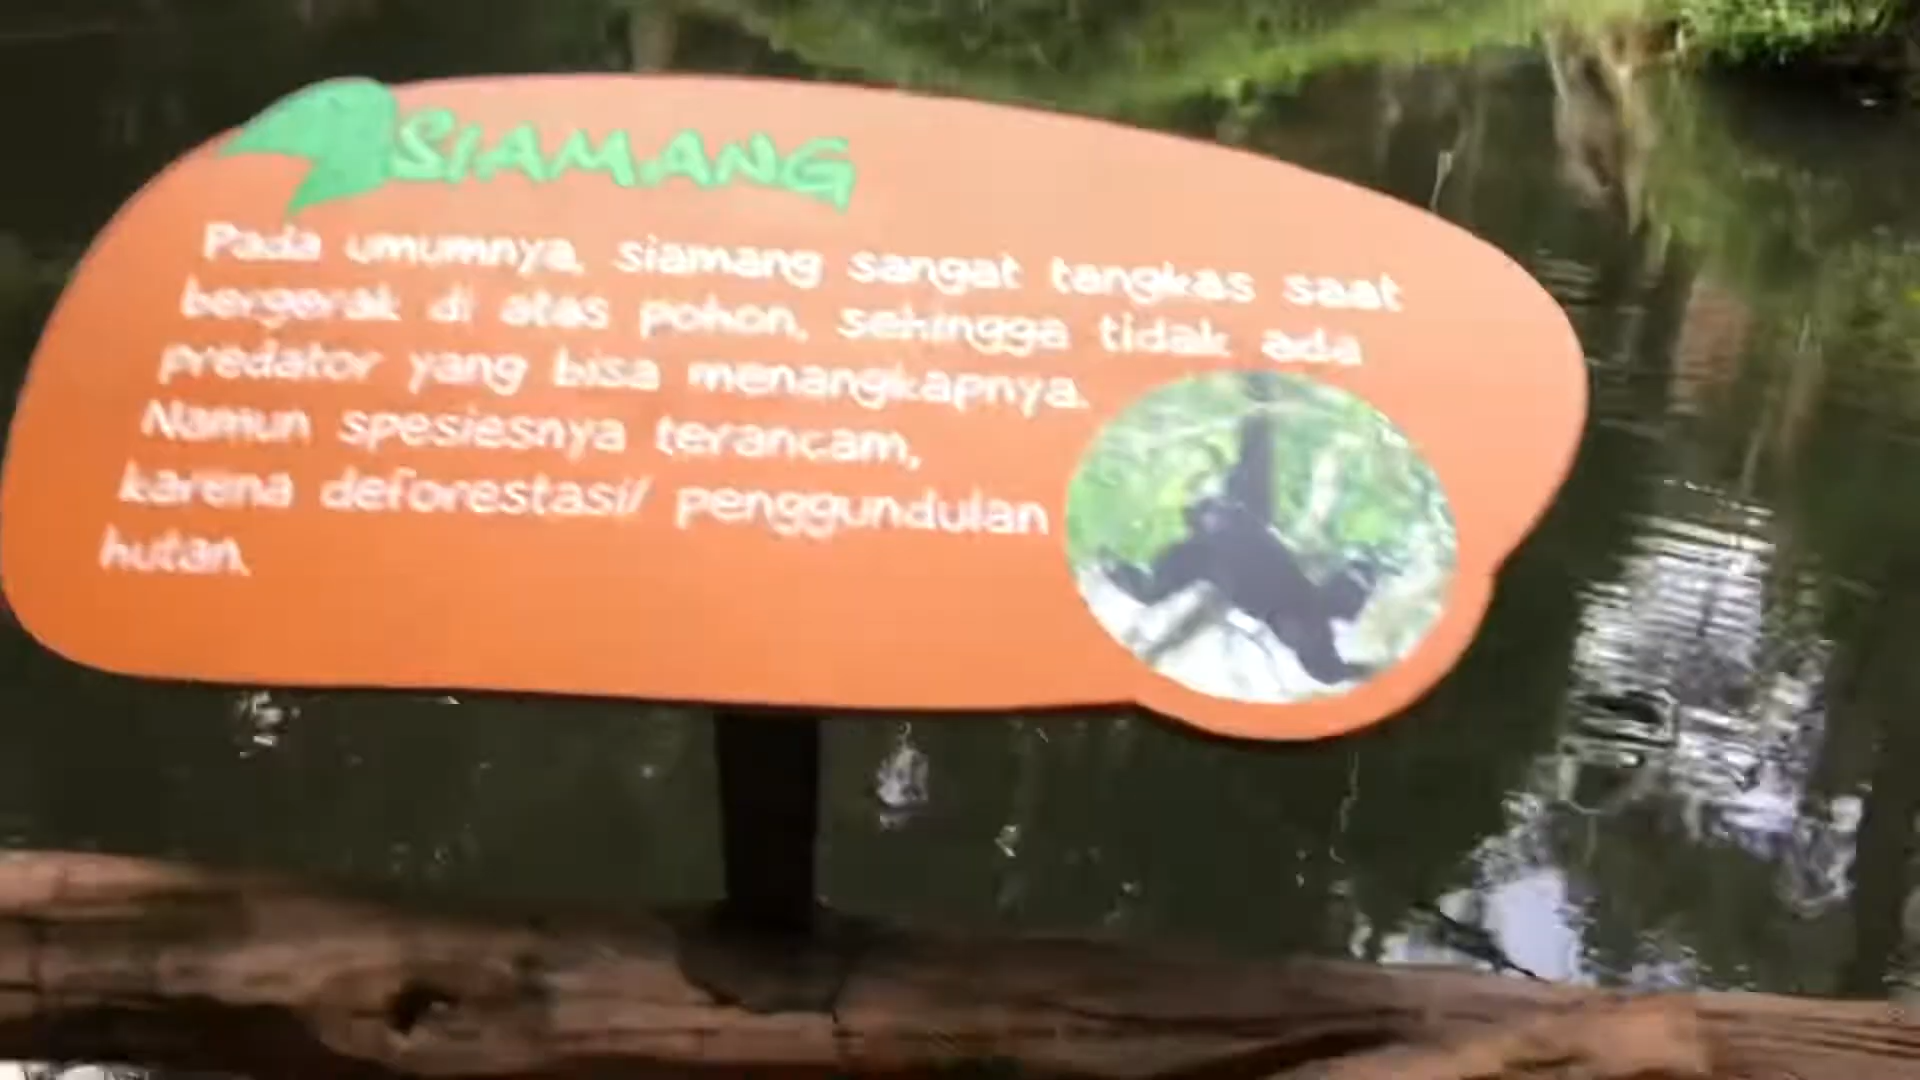 SIAMANG
Pada umumnya, siamang sangat tangkas saat
bergerak di atas pohon, sehingga tidak ada
predator yang bisa menangkapnya.
Namun spesiesnya terancam,
karena deforestasi/ penggundulan
hutan.